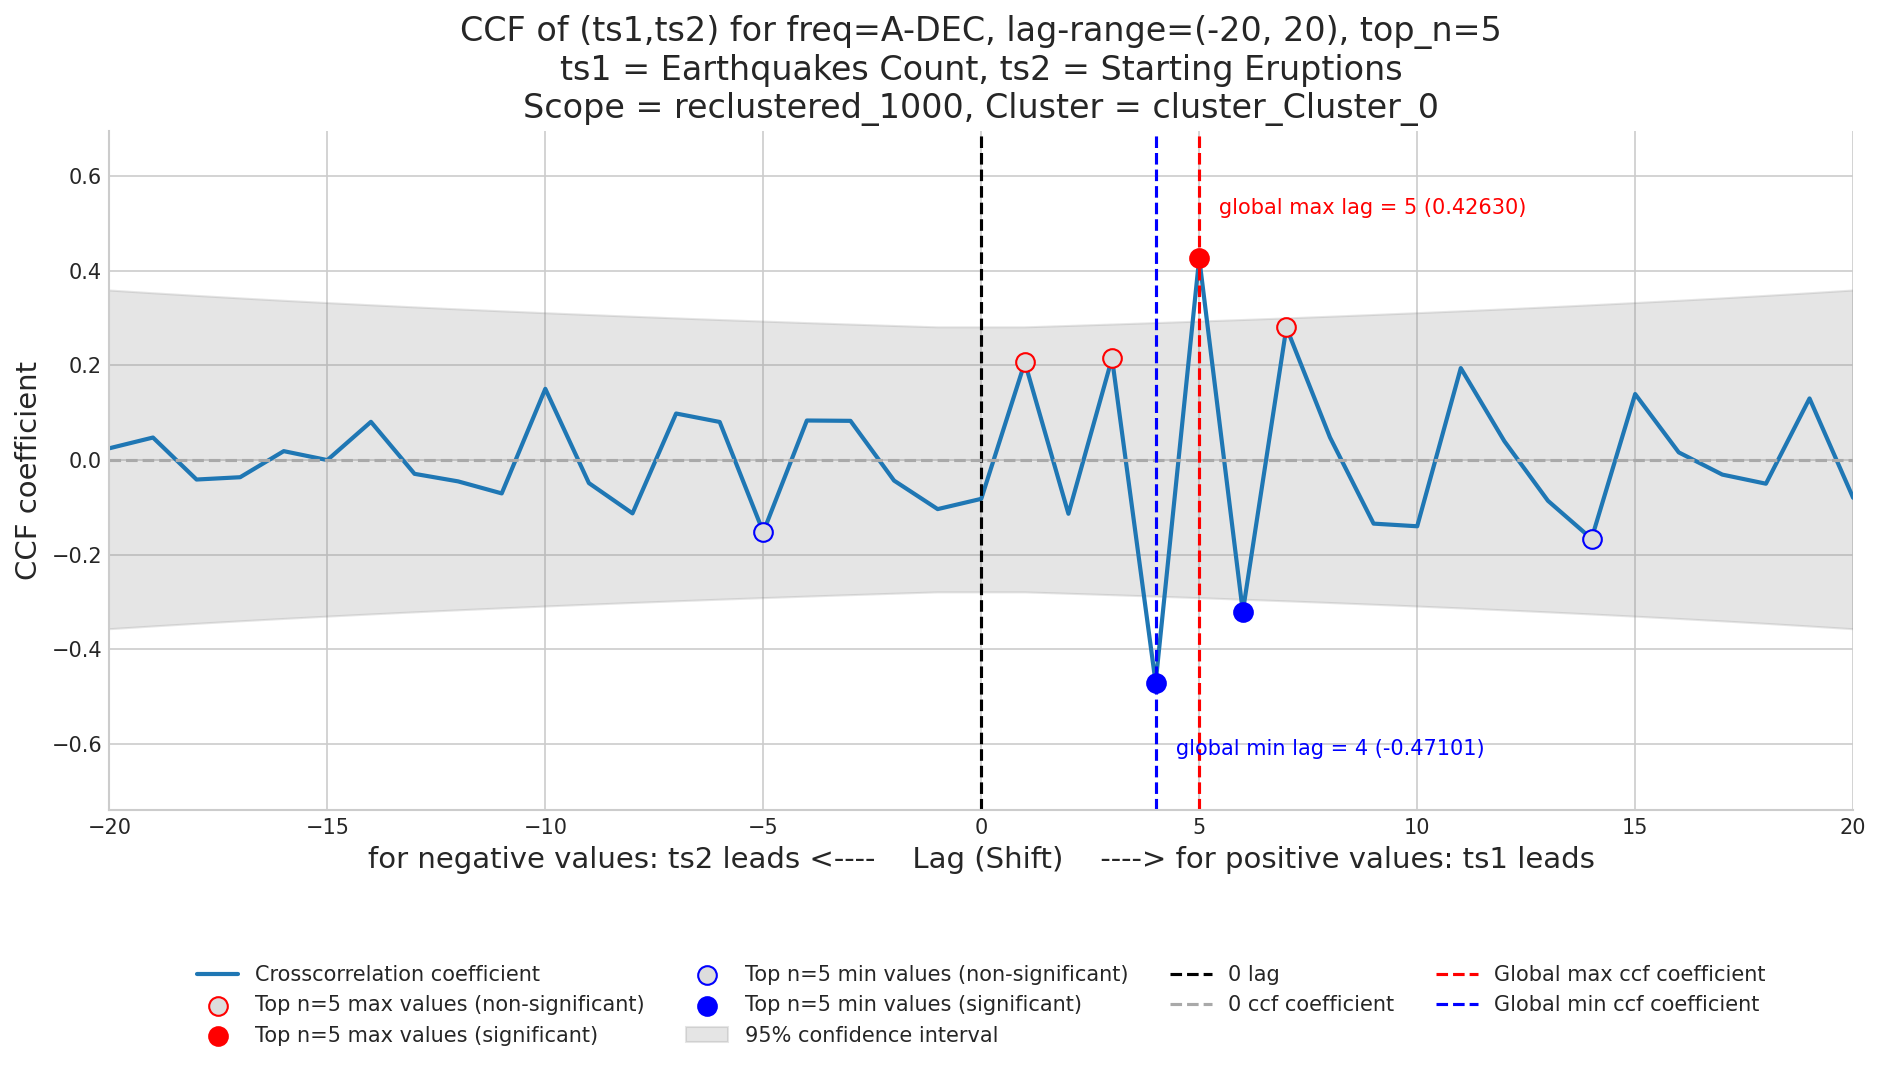 CCF of (ts1,ts2) for freq=A-DEC, lag-range=(-20, 20), top_n=5
ts1 = Earthquakes Count, ts2 = Starting Eruptions
Scope = reclustered_1000, Cluster = cluster_Cluster_0
CCF coefficient
0.6
0.4
0.2
0.0
−0.2
−0.4
−0.6
global max lag = 5 (0.42630)
global min lag = 4 (-0.47101)
−20 −15 −10 −5 0 5 10 15 20
for negative values: ts2 leads <---- Lag (Shift) ----> for positive values: ts1 leads
Crosscorrelation coefficient
Top n=5 max values (non-significant)
Top n=5 max values (significant)
Top n=5 min values (non-significant)
Top n=5 min values (significant)
95% confidence interval
0 lag
0 ccf coefficient
Global max ccf coefficient
Global min ccf coefficient